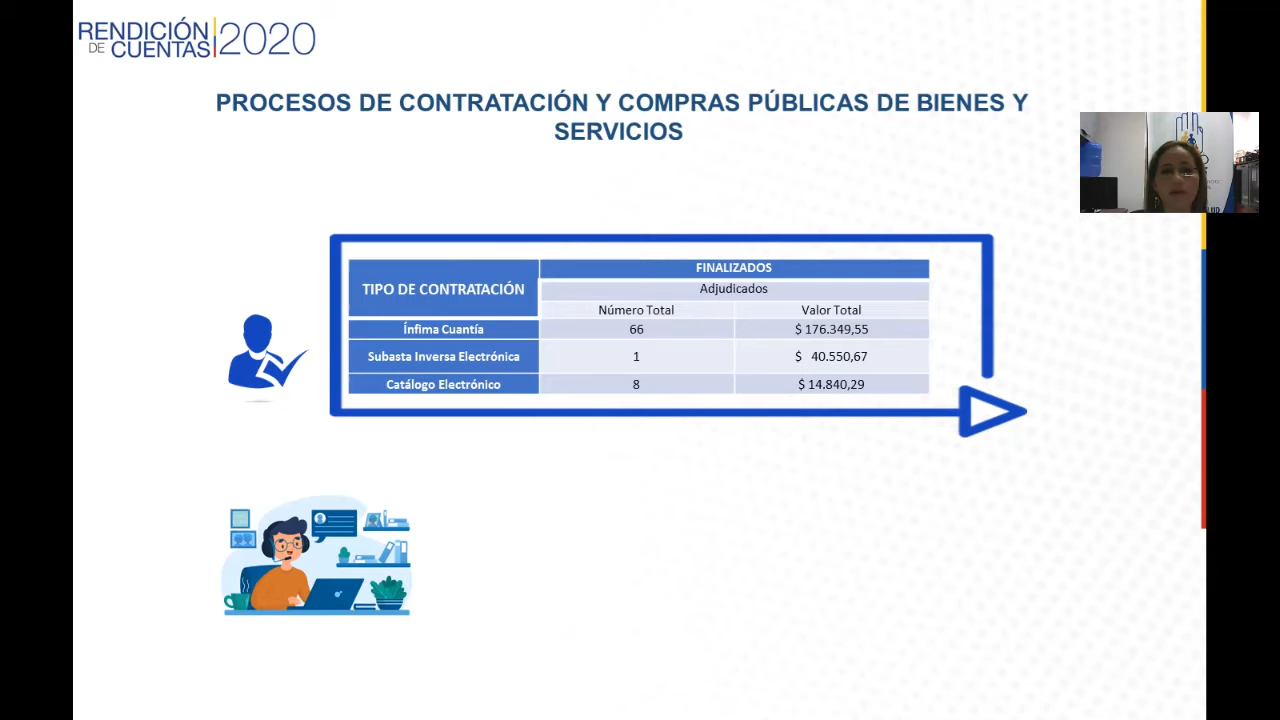 RENDICIÓN
DE CUENTAS 2020
PROCESOS DE CONTRATACIÓN Y COMPRAS PÚBLICAS DE BIENES Y
SERVICIOS
TIPO DE CONTRATACIÓN
FINALIZADOS
Adjudicados
Número Total Valor Total
Ínfima Cuantía 66 $ 176.349,55
Subasta Inversa Electrónica 1 $ 40.550,67
Catálogo Electrónico 8 $ 14.840,29